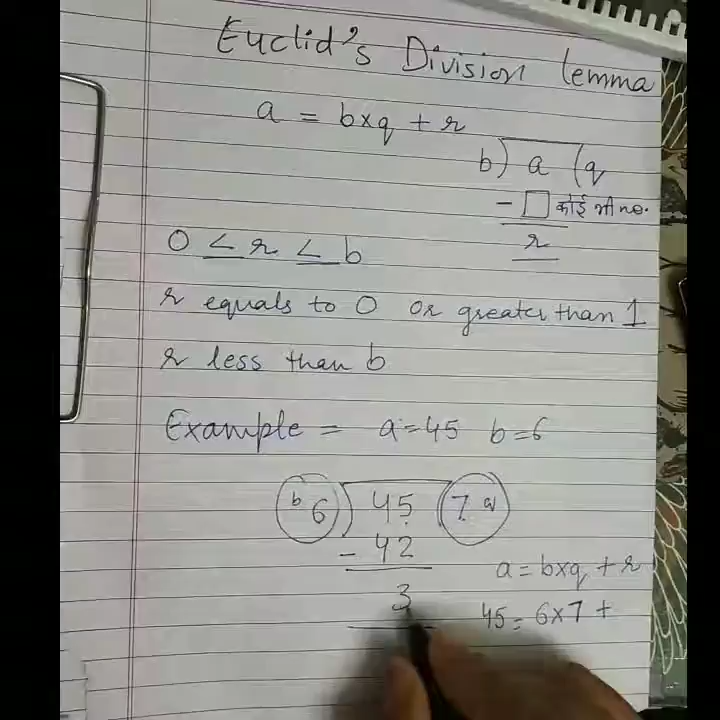 Euclid's Division lemma
a = b×q + r
b) a (q
- □ कोई भी no.
r
0 ≤ r ≤ b
r equals to 0 or greater than 1
r less than b
Example = a=45 b=6
b 6) 45 (7 q
- 42
3
a = b×q + r
45 = 6×7 +